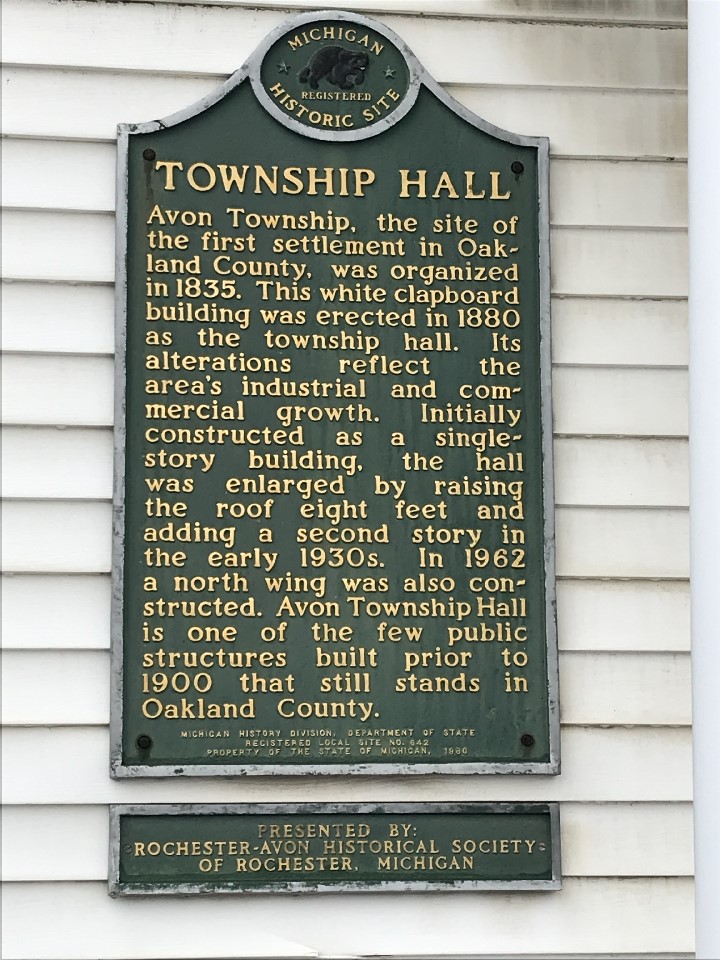 MICHIGAN
REGISTERED
HISTORIC SITE
TOWNSHIP HALL
Avon Township, the site of
the first settlement in Oak-
land County, was organized
in 1835. This white clapboard
building was erected in 1880
as the township hall. Its
alterations reflect the
area's industrial and com-
mercial growth. Initially
constructed as a single-
story building, the hall
was enlarged by raising
the roof eight feet and
adding a second story in
the early 1930s. In 1962
a north wing was also con-
structed. Avon Township Hall
is one of the few public
structures built prior to
1900 that still stands in
Oakland County.
MICHIGAN HISTORY DIVISION, DEPARTMENT OF STATE
REGISTERED LOCAL SITE NO. 642
PROPERTY OF THE STATE OF MICHIGAN, 1980
PRESENTED BY:
ROCHESTER-AVON HISTORICAL SOCIETY
OF ROCHESTER, MICHIGAN